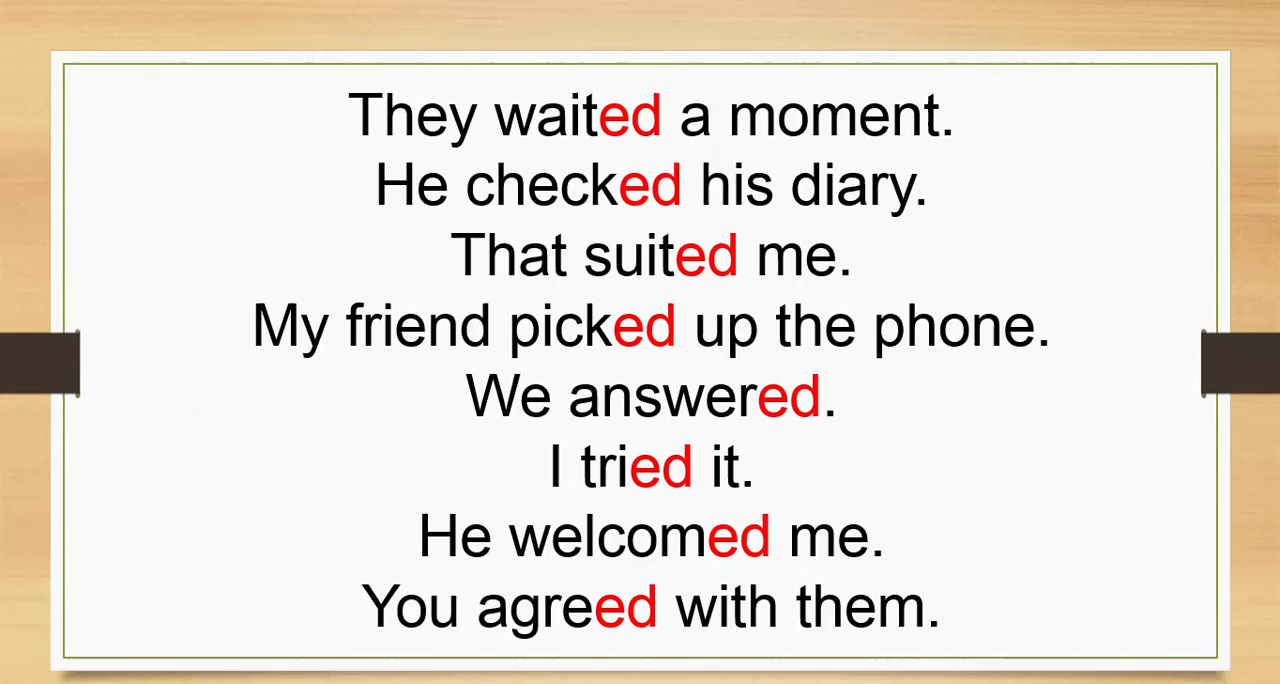 They waited a moment.
He checked his diary.
That suited me.
My friend picked up the phone.
We answered.
I tried it.
He welcomed me.
You agreed with them.